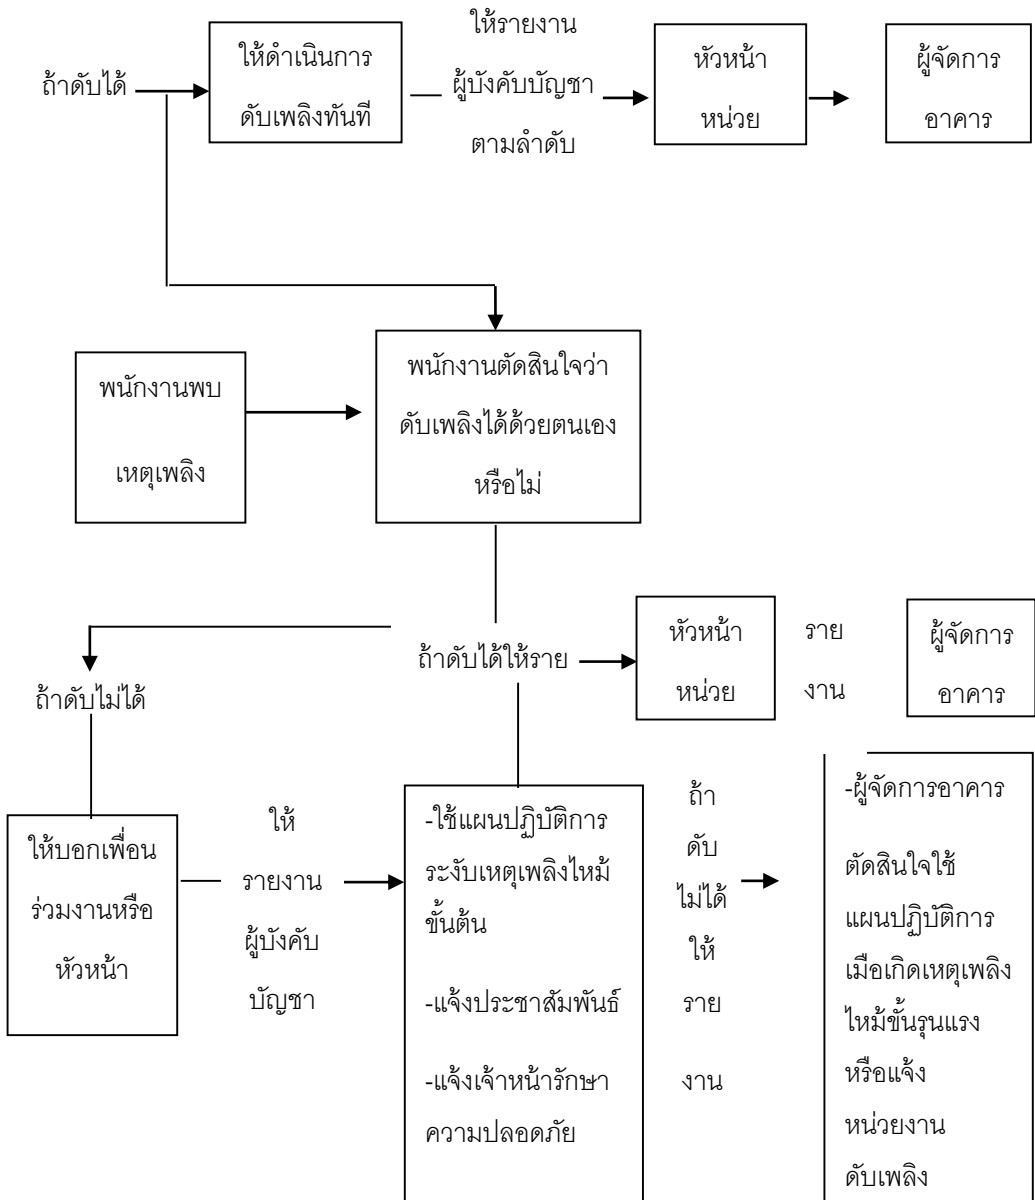 ถ้าดับได้
ให้ดำเนินการ
ดับเพลิงทันที
ให้รายงาน
ผู้บังคับบัญชา
ตามลำดับ
หัวหน้า
หน่วย
ผู้จัดการ
อาคาร
พนักงานพบ
เหตุเพลิง
พนักงานตัดสินใจว่า
ดับเพลิงได้ด้วยตนเอง
หรือไม่
ถ้าดับได้ให้ราย
หัวหน้า
หน่วย
ราย
งาน
ผู้จัดการ
อาคาร
ถ้าดับไม่ได้
ให้บอกเพื่อน
ร่วมงานหรือ
หัวหน้า
ให้
รายงาน
ผู้บังคับ
บัญชา
-ใช้แผนปฏิบัติการ
ระงับเหตุเพลิงไหม้
ขั้นต้น
-แจ้งประชาสัมพันธ์
-แจ้งเจ้าหน้ารักษา
ความปลอดภัย
ถ้า
ดับ
ไม่ได้
ให้
ราย
งาน
-ผู้จัดการอาคาร
ตัดสินใจใช้
แผนปฏิบัติการ
เมือเกิดเหตุเพลิง
ไหม้ขั้นรุนแรง
หรือแจ้ง
หน่วยงาน
ดับเพลิง